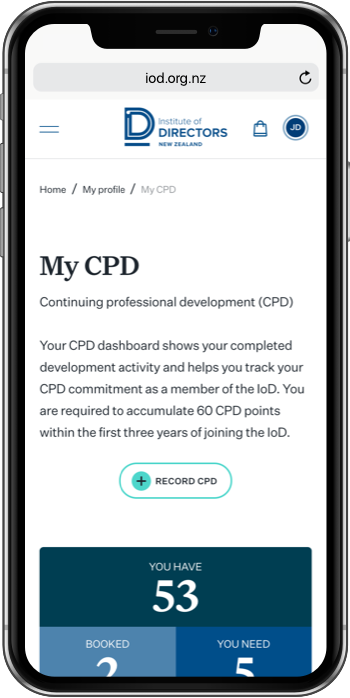 iod.org.nz
Institute of
DIRECTORS
NEW ZEALAND
JD
Home / My profile / My CPD
My CPD
Continuing professional development (CPD)
Your CPD dashboard shows your completed
development activity and helps you track your
CPD commitment as a member of the IoD. You
are required to accumulate 60 CPD points
within the first three years of joining the IoD.
RECORD CPD
YOU HAVE
53
BOOKED YOU NEED
2 5